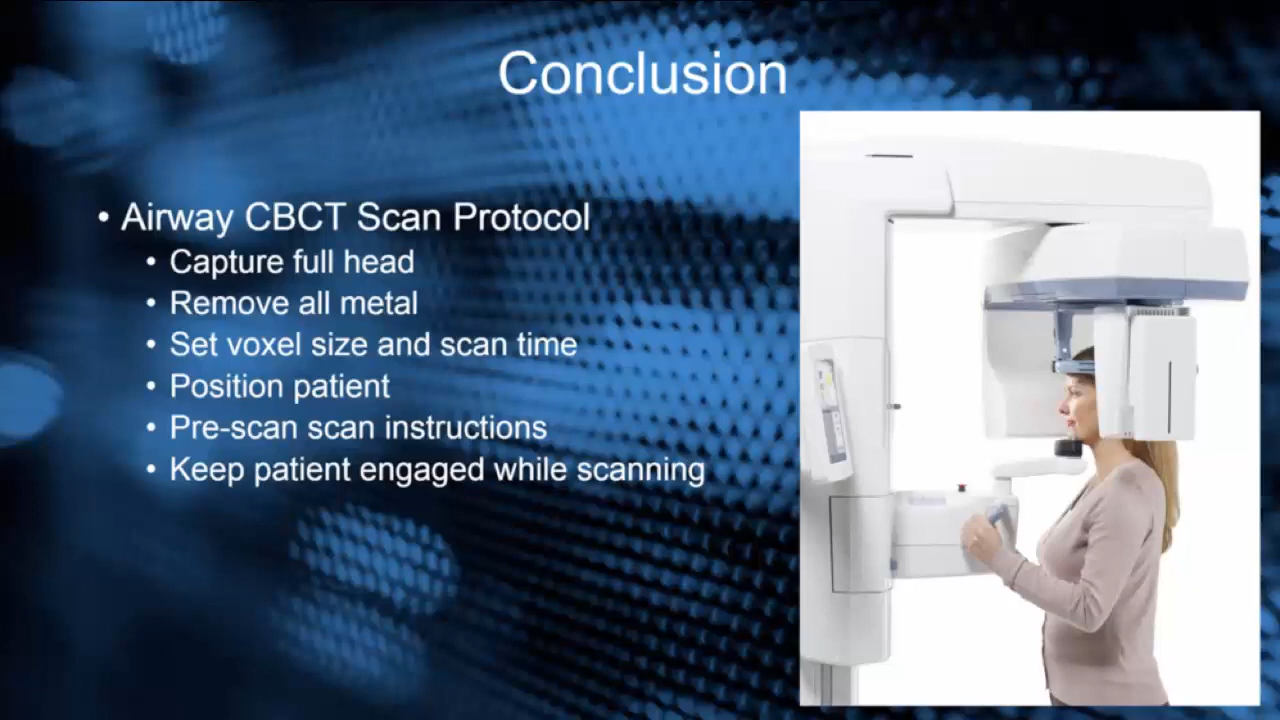 Conclusion
• Airway CBCT Scan Protocol
• Capture full head
• Remove all metal
• Set voxel size and scan time
• Position patient
• Pre-scan scan instructions
• Keep patient engaged while scanning